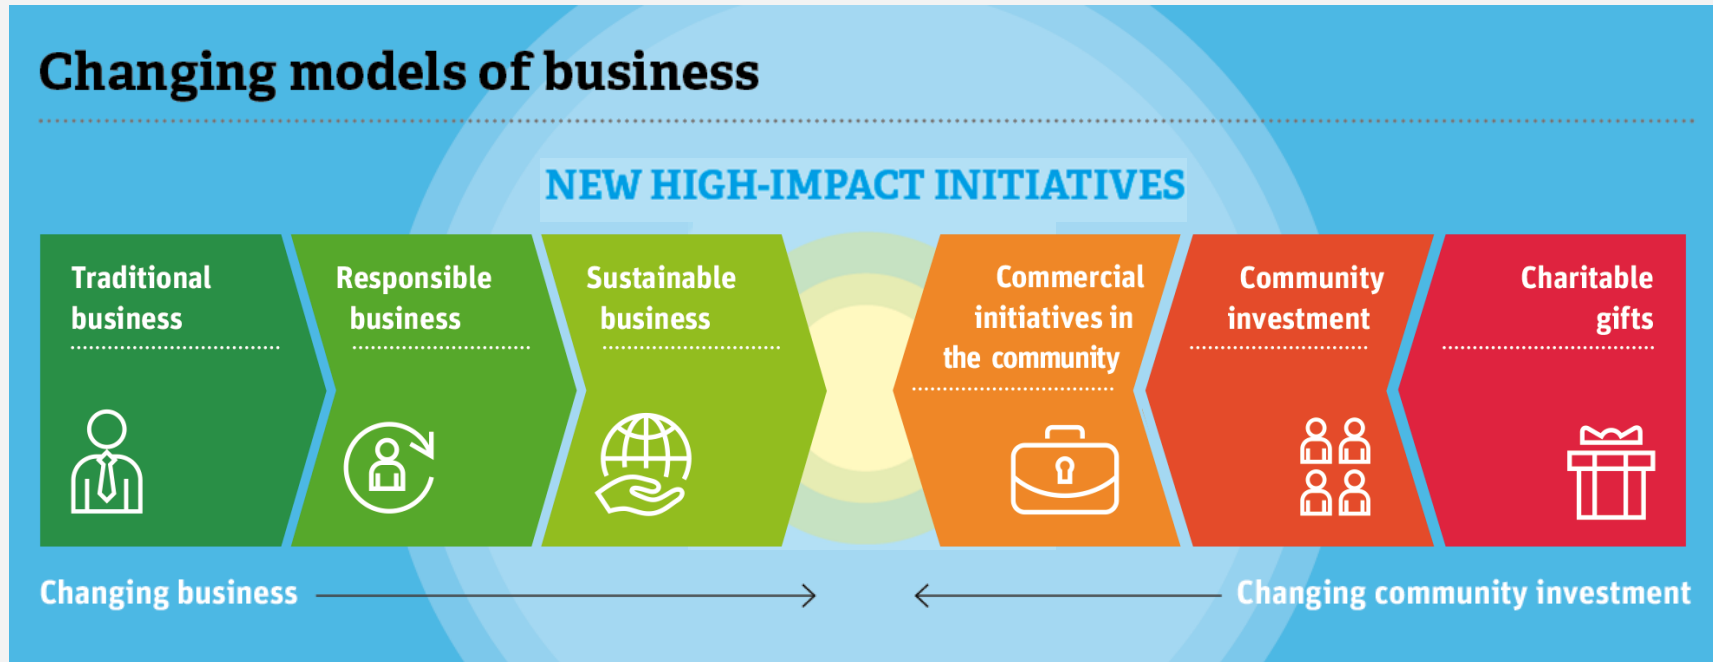 Changing models of business
NEW HIGH-IMPACT INITIATIVES
Traditional
business
Responsible
business
Sustainable
business
Commercial
initiatives in
the community
Community
investment
Charitable
gifts
Changing business
Changing community investment